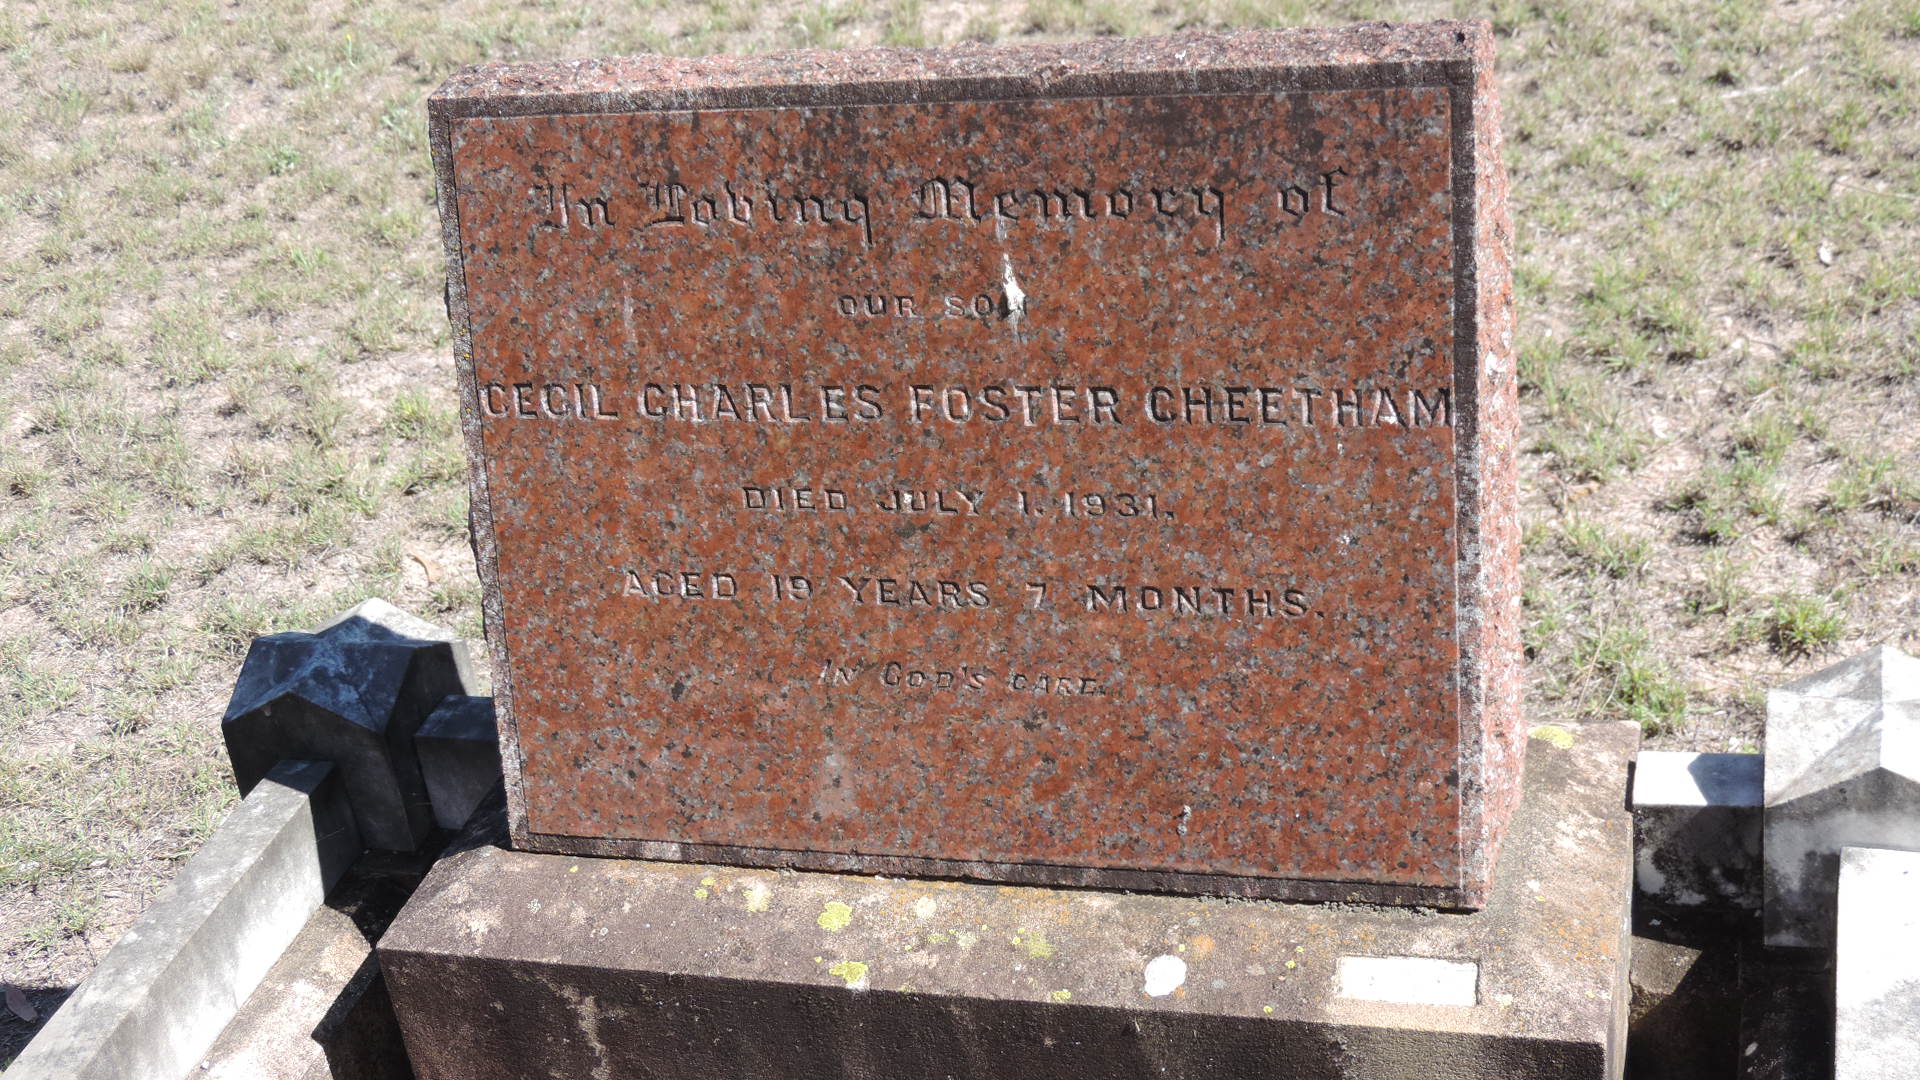 In Loving Memory of
OUR SON
CECIL CHARLES FOSTER CHEETHAM
DIED JULY 1. 1931.
AGED 19 YEARS 7 MONTHS.
IN GOD'S CARE.